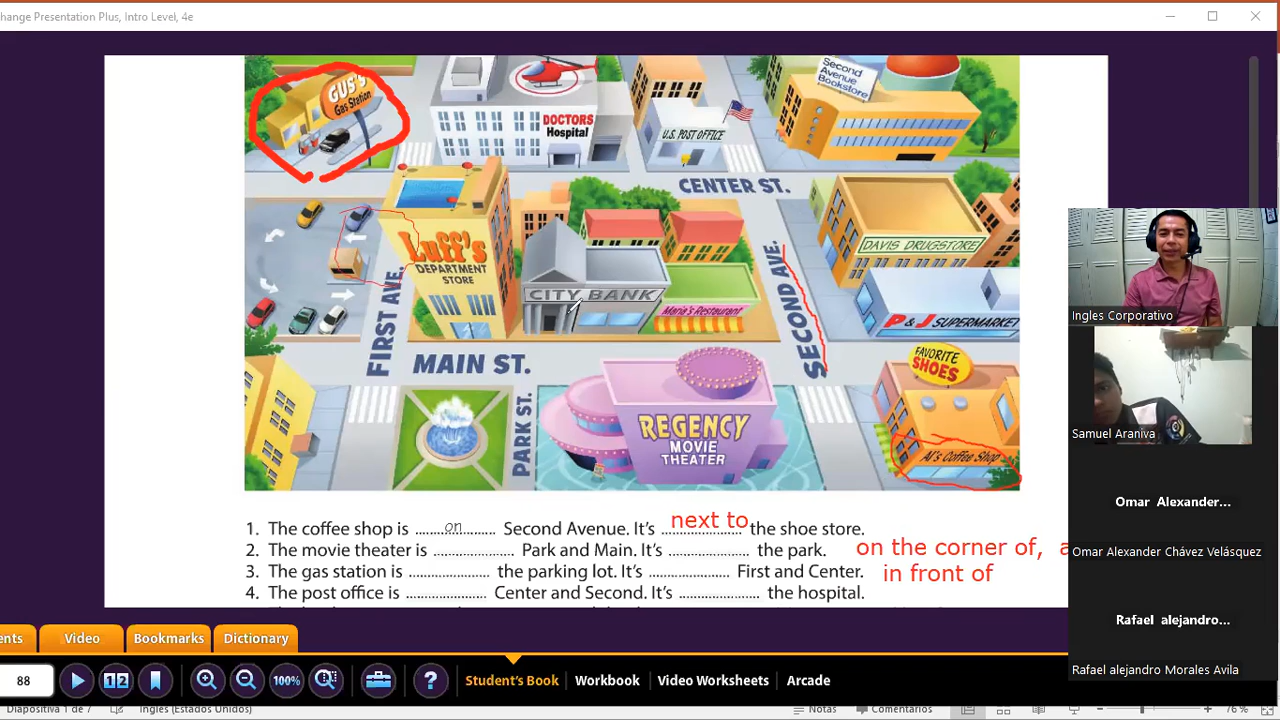 hange Presentation Plus, Intro Level, 4e
GUS's
Gas Station
DOCTORS
Hospital
U.S. POST OFFICE
Second
Avenue
Bookstore
CENTER ST.
Luff's
DEPARTMENT
STORE
CITY BANK
Maria's Restaurant
DAVIS DRUGSTORE
P & J SUPERMARKET
FIRST AVE.
SECOND AVE.
MAIN ST.
PARK ST.
REGENCY
MOVIE
THEATER
FAVORITE
SHOES
Al's Coffee Shop
1. The coffee shop is ....on.... Second Avenue. It's next to the shoe store.
2. The movie theater is .................... Park and Main. It's .................... the park.
on the corner of, a
3. The gas station is .................... the parking lot. It's .................... First and Center.
in front of
4. The post office is .................... Center and Second. It's .................... the hospital.
Ingles Corporativo
Samuel Araniva
Omar Alexander...
Omar Alexander Chávez Velásquez
Rafael alejandro...
Rafael alejandro Morales Avila
ents
Video
Bookmarks
Dictionary
88
1 2
100%
?
Student's Book
Workbook
Video Worksheets
Arcade
Diapositiva 1 de 7
Inglés (Estados Unidos)
Notas
Comentarios
76 %